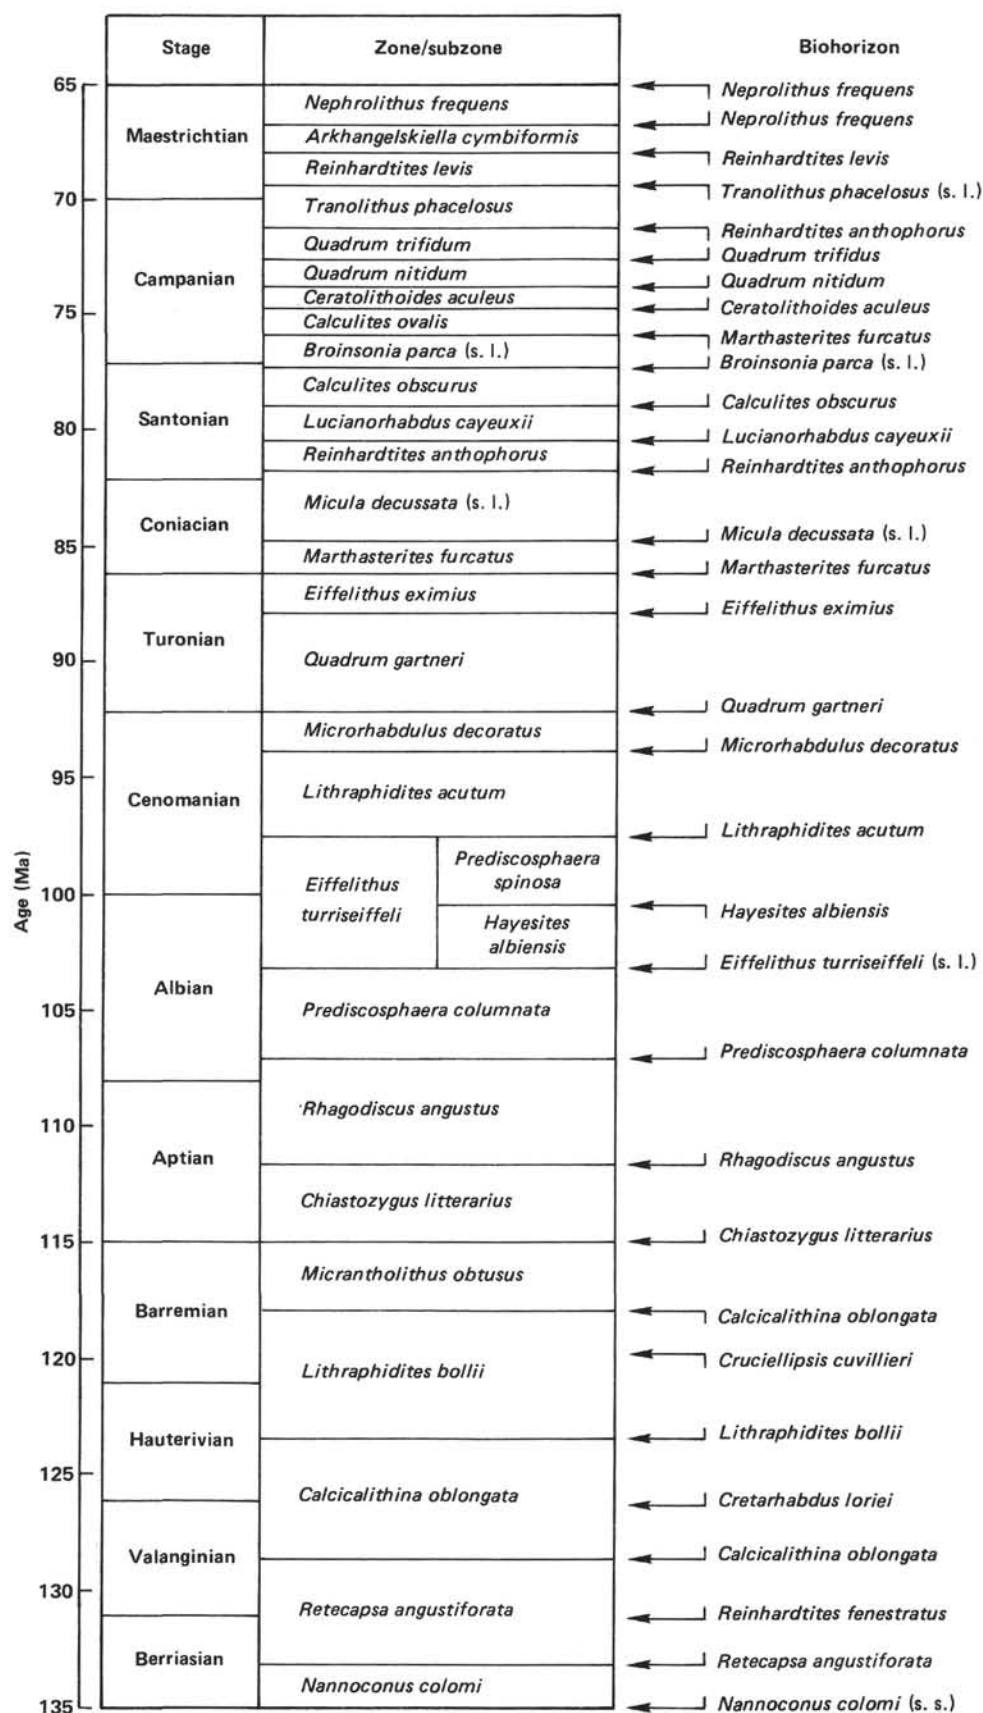 Stage
Zone/subzone
Biohorizon
65
70
75
80
85
90
95
100
105
110
115
120
125
130
135
Age (Ma)
Maestrichtian
Campanian
Santonian
Coniacian
Turonian
Cenomanian
Albian
Aptian
Barremian
Hauterivian
Valanginian
Berriasian
Nephrolithus frequens
Arkhangelskiella cymbiformis
Reinhardtites levis
Tranolithus phacelosus
Quadrum trifidum
Quadrum nitidum
Ceratolithoides aculeus
Calculites ovalis
Broinsonia parca (s. l.)
Calculites obscurus
Lucianorhabdus cayeuxii
Reinhardtites anthophorus
Micula decussata (s. l.)
Marthasterites furcatus
Eiffelithus eximius
Quadrum gartneri
Microrhabdulus decoratus
Lithraphidites acutum
Eiffelithus
turriseiffeli
Prediscosphaera
spinosa
Hayesites
albiensis
Prediscosphaera columnata
Rhagodiscus angustus
Chiastozygus litterarius
Micrantholithus obtusus
Lithraphidites bollii
Calcicalithina oblongata
Retecapsa angustiforata
Nannoconus colomi
Neprolithus frequens
Neprolithus frequens
Reinhardtites levis
Tranolithus phacelosus (s. l.)
Reinhardtites anthophorus
Quadrum trifidus
Quadrum nitidum
Ceratolithoides aculeus
Marthasterites furcatus
Broinsonia parca (s. l.)
Calculites obscurus
Lucianorhabdus cayeuxii
Reinhardtites anthophorus
Micula decussata (s. l.)
Marthasterites furcatus
Eiffelithus eximius
Quadrum gartneri
Microrhabdulus decoratus
Lithraphidites acutum
Hayesites albiensis
Eiffelithus turriseiffeli (s. l.)
Prediscosphaera columnata
Rhagodiscus angustus
Chiastozygus litterarius
Calcicalithina oblongata
Cruciellipsis cuvillieri
Lithraphidites bollii
Cretarhabdus loriei
Calcicalithina oblongata
Reinhardtites fenestratus
Retecapsa angustiforata
Nannoconus colomi (s. s.)